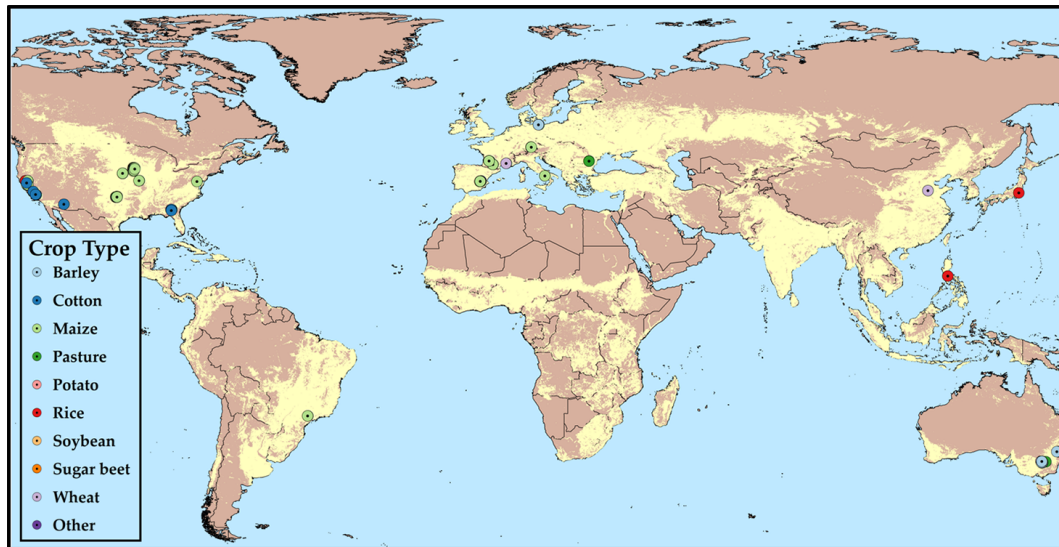 Crop Type
Barley
Cotton
Maize
Pasture
Potato
Rice
Soybean
Sugar beet
Wheat
Other